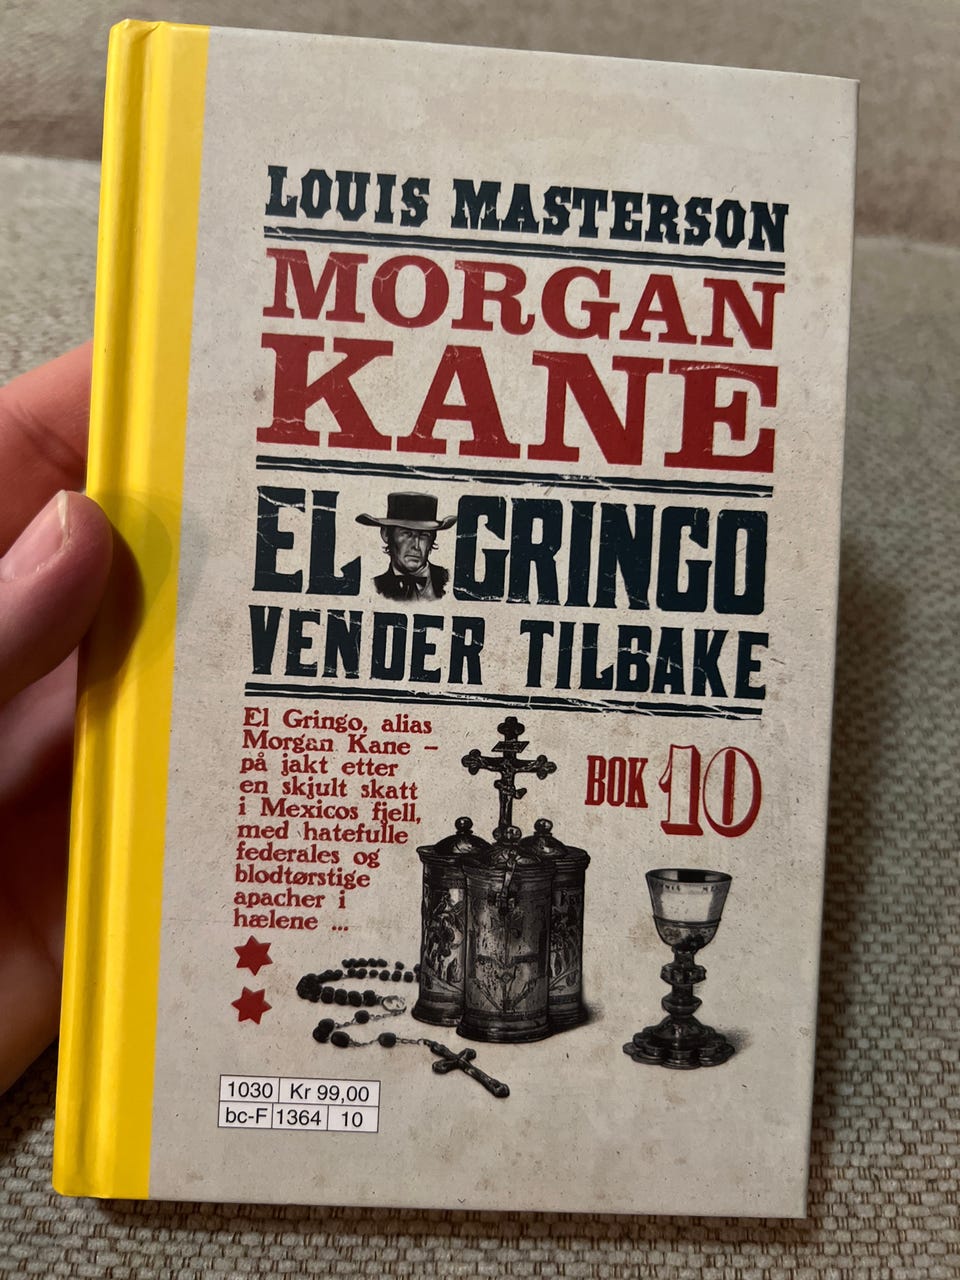 LOUIS MASTERSON
MORGAN
KANE
EL GRINGO
VENDER TILBAKE
El Gringo, alias
Morgan Kane –
på jakt etter
en skjult skatt
i Mexicos fjell,
med hatefulle
federales og
blodtørstige
apacher i
hælene ...
BOK 10
1030 Kr 99,00
bc-F 1364 10